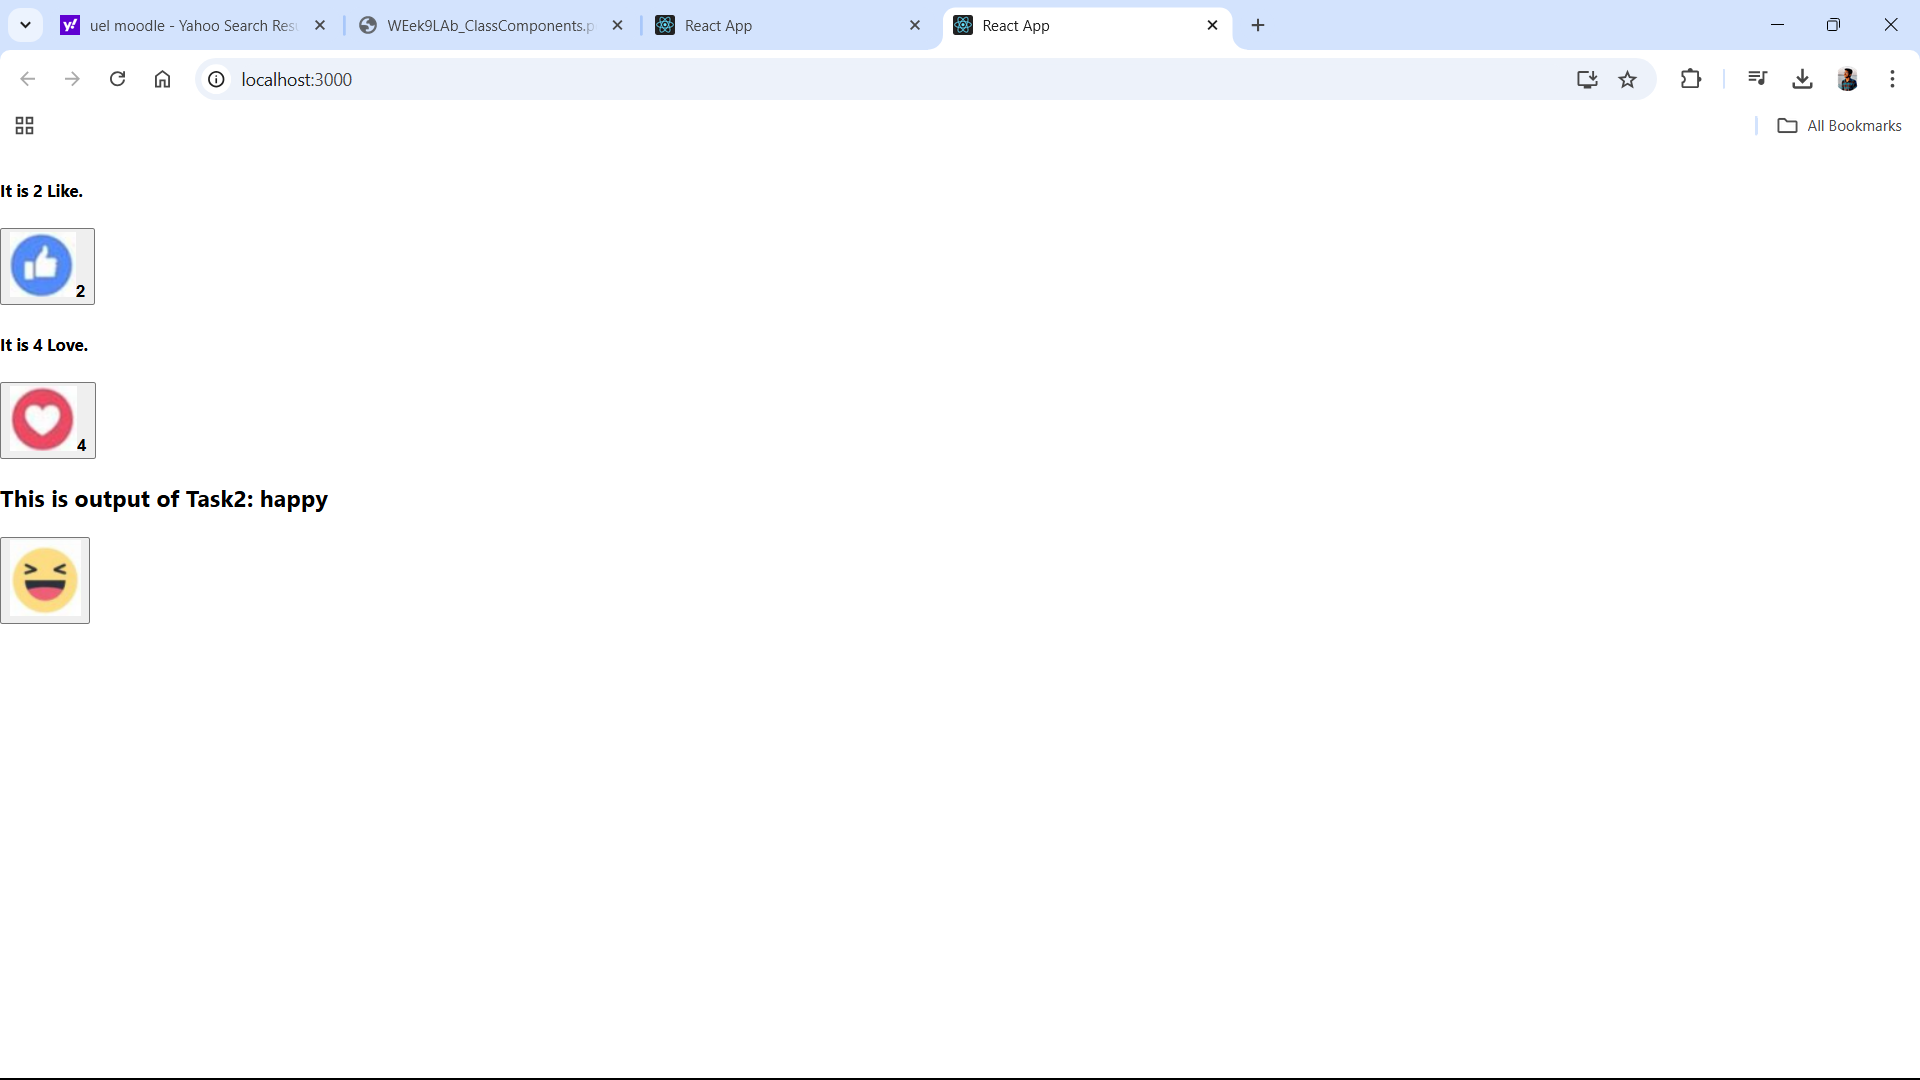 uel moodle - Yahoo Search Res
WEek9LAb_ClassComponents.p
React App
React App
localhost:3000
All Bookmarks
It is 2 Like.
2
It is 4 Love.
4
This is output of Task2: happy